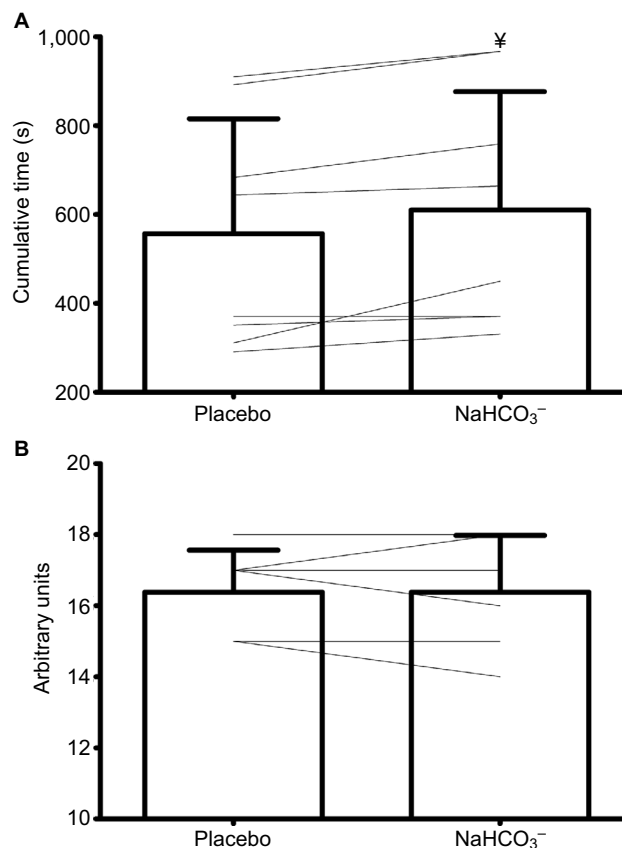 A
1,000
¥
800
600
400
200
Cumulative time (s)
Placebo
NaHCO₃⁻
B
20
18
16
14
12
10
Arbitrary units
Placebo
NaHCO₃⁻